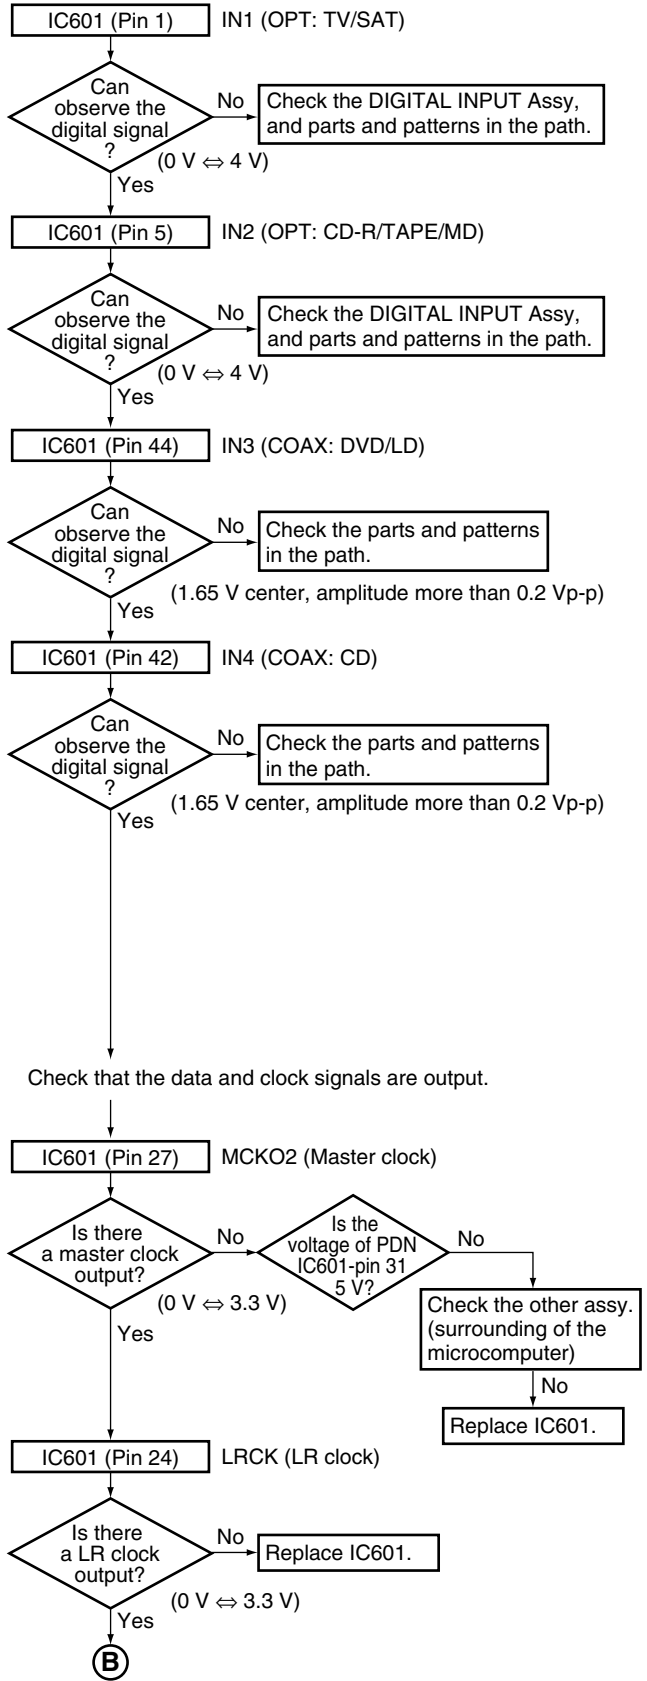 IC601 (Pin 1) IN1 (OPT: TV/SAT)
Can
observe the
digital signal
?
No
Check the DIGITAL INPUT Assy,
and parts and patterns in the path.
(0 V ⇔ 4 V)
Yes
IC601 (Pin 5) IN2 (OPT: CD-R/TAPE/MD)
Can
observe the
digital signal
?
No
Check the DIGITAL INPUT Assy,
and parts and patterns in the path.
(0 V ⇔ 4 V)
Yes
IC601 (Pin 44) IN3 (COAX: DVD/LD)
Can
observe the
digital signal
?
No
Check the parts and patterns
in the path.
(1.65 V center, amplitude more than 0.2 Vp-p)
Yes
IC601 (Pin 42) IN4 (COAX: CD)
Can
observe the
digital signal
?
No
Check the parts and patterns
in the path.
(1.65 V center, amplitude more than 0.2 Vp-p)
Yes
Check that the data and clock signals are output.
IC601 (Pin 27) MCKO2 (Master clock)
Is there
a master clock
output?
No
Is the
voltage of PDN
IC601-pin 31
5 V?
No
(0 V ⇔ 3.3 V)
Check the other assy.
(surrounding of the
microcomputer)
Yes
No
Replace IC601.
IC601 (Pin 24) LRCK (LR clock)
Is there
a LR clock
output?
No
Replace IC601.
(0 V ⇔ 3.3 V)
Yes
B